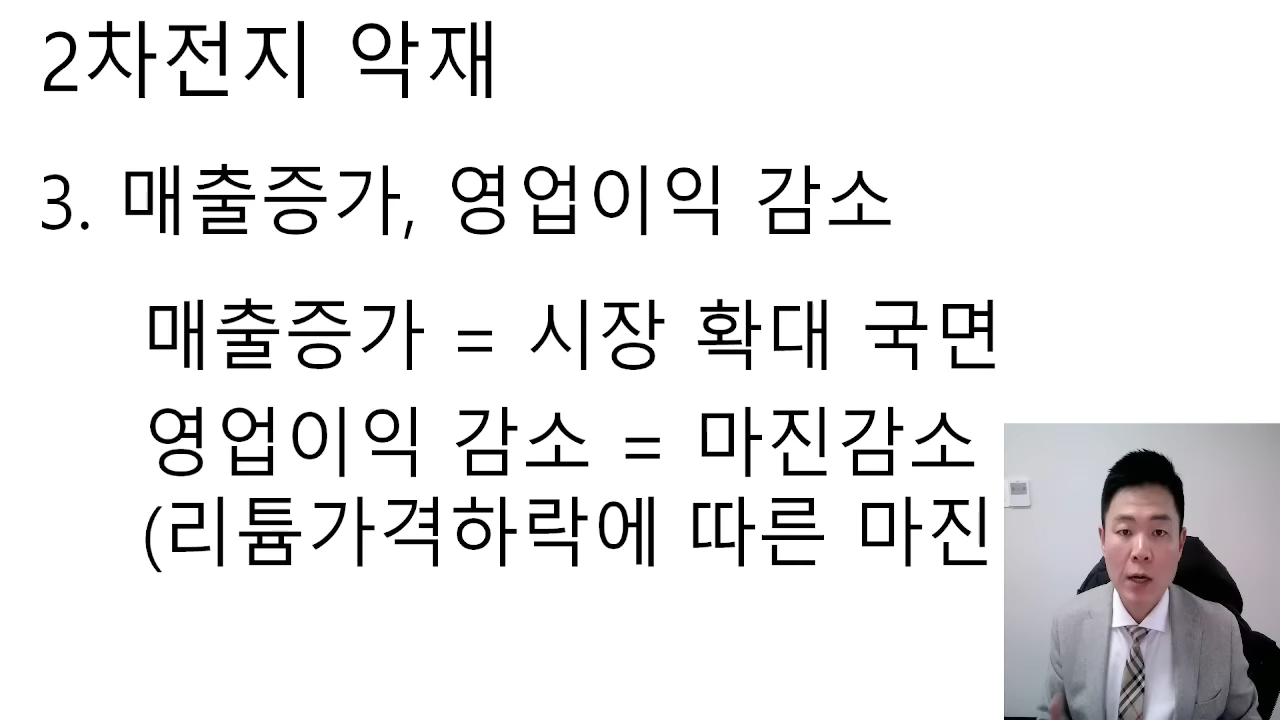 2차전지 악재
3. 매출증가, 영업이익 감소
매출증가 = 시장 확대 국면
영업이익 감소 = 마진감소
(리튬가격하락에 따른 마진